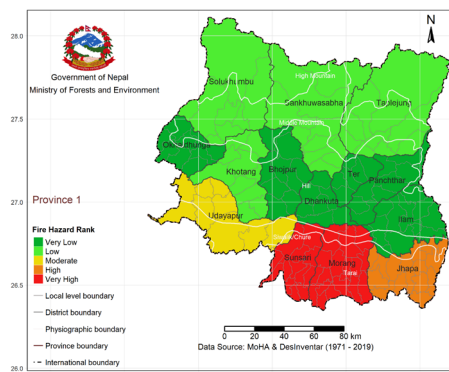 28.0
N
Government of Nepal
Ministry of Forests and Environment
Solukhumbu
High Mountain
Sankhuwasabha
Taplejung
27.5
Middle Mountain
Okhaldhunga
Khotang
Bhojpur
Ter
Panchthar
Hill
Dhankuta
27.0
Province 1
Udayapur
Ilam
Fire Hazard Rank
Very Low
Low
Moderate
High
Very High
Sunsari
Morang
Tarai
Jhapa
26.5
Local level boundary
District boundary
Physiographic boundary
Province boundary
International boundary
0 20 40 60 80 km
Data Source: MoHA & DesInventar (1971 - 2019)
26.0